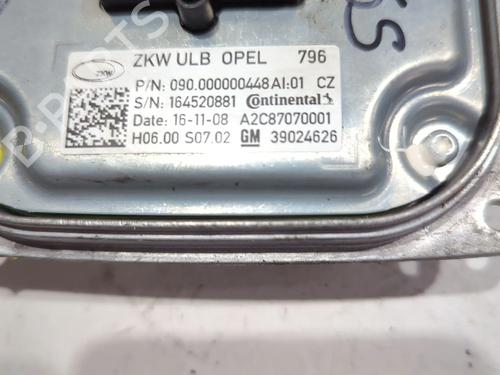 ZKW ULB OPEL 796
ZKW
P/N: 090.000000448AI:01 CZ
S/N: 164520881 Continental
Date: 16-11-08 A2C87070001
H06.00 S07.02 GM 39024626